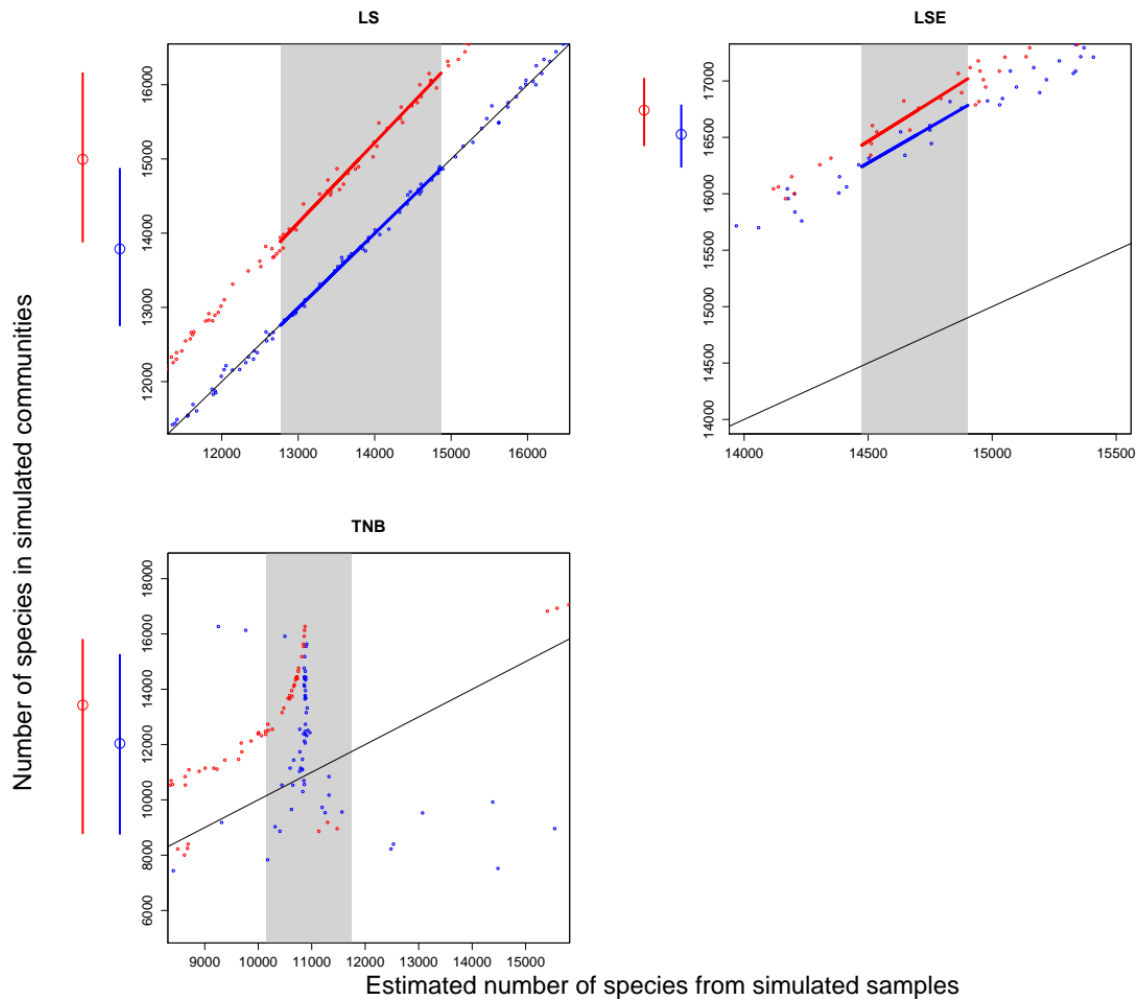 LS
12000 13000 14000 15000 16000
12000 13000 14000 15000 16000
LSE
14000 14500 15000 15500 16000 16500 17000
14000 14500 15000 15500
Number of species in simulated communities
TNB
6000 8000 10000 12000 14000 16000 18000
9000 10000 11000 12000 13000 14000 15000
Estimated number of species from simulated samples